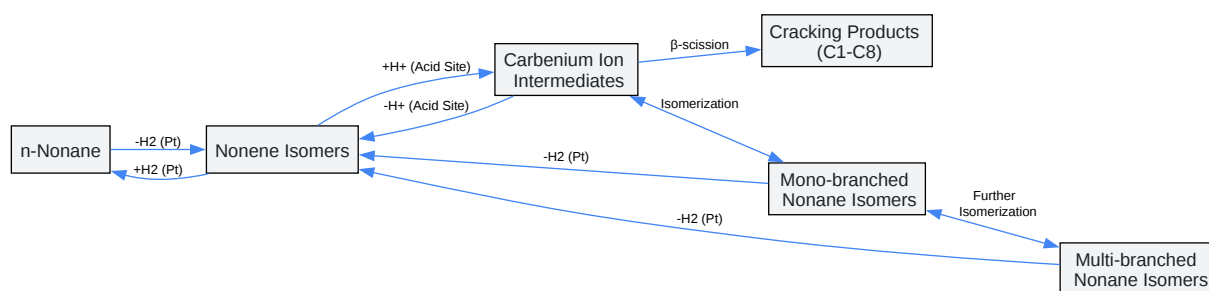 Cracking Products
(C1-C8)
β-scission
Carbenium Ion
Intermediates
+H+ (Acid Site)
-H+ (Acid Site)
Isomerization
n-Nonane
-H2 (Pt)
+H2 (Pt)
Nonene Isomers
-H2 (Pt)
Mono-branched
Nonane Isomers
Further
Isomerization
-H2 (Pt)
Multi-branched
Nonane Isomers